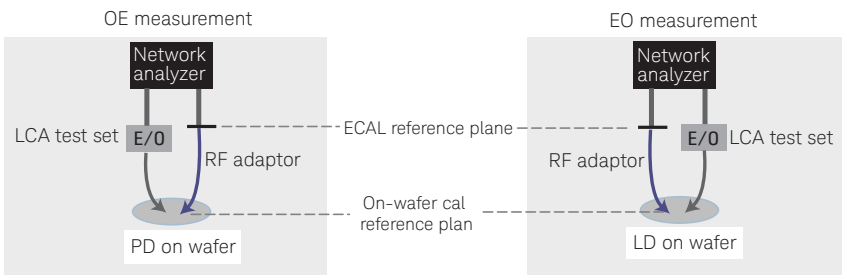 OE measurement
Network
analyzer
LCA test set
E/O
RF adaptor
PD on wafer
ECAL reference plane
On-wafer cal
reference plan
EO measurement
Network
analyzer
RF adaptor
E/O
LCA test set
LD on wafer